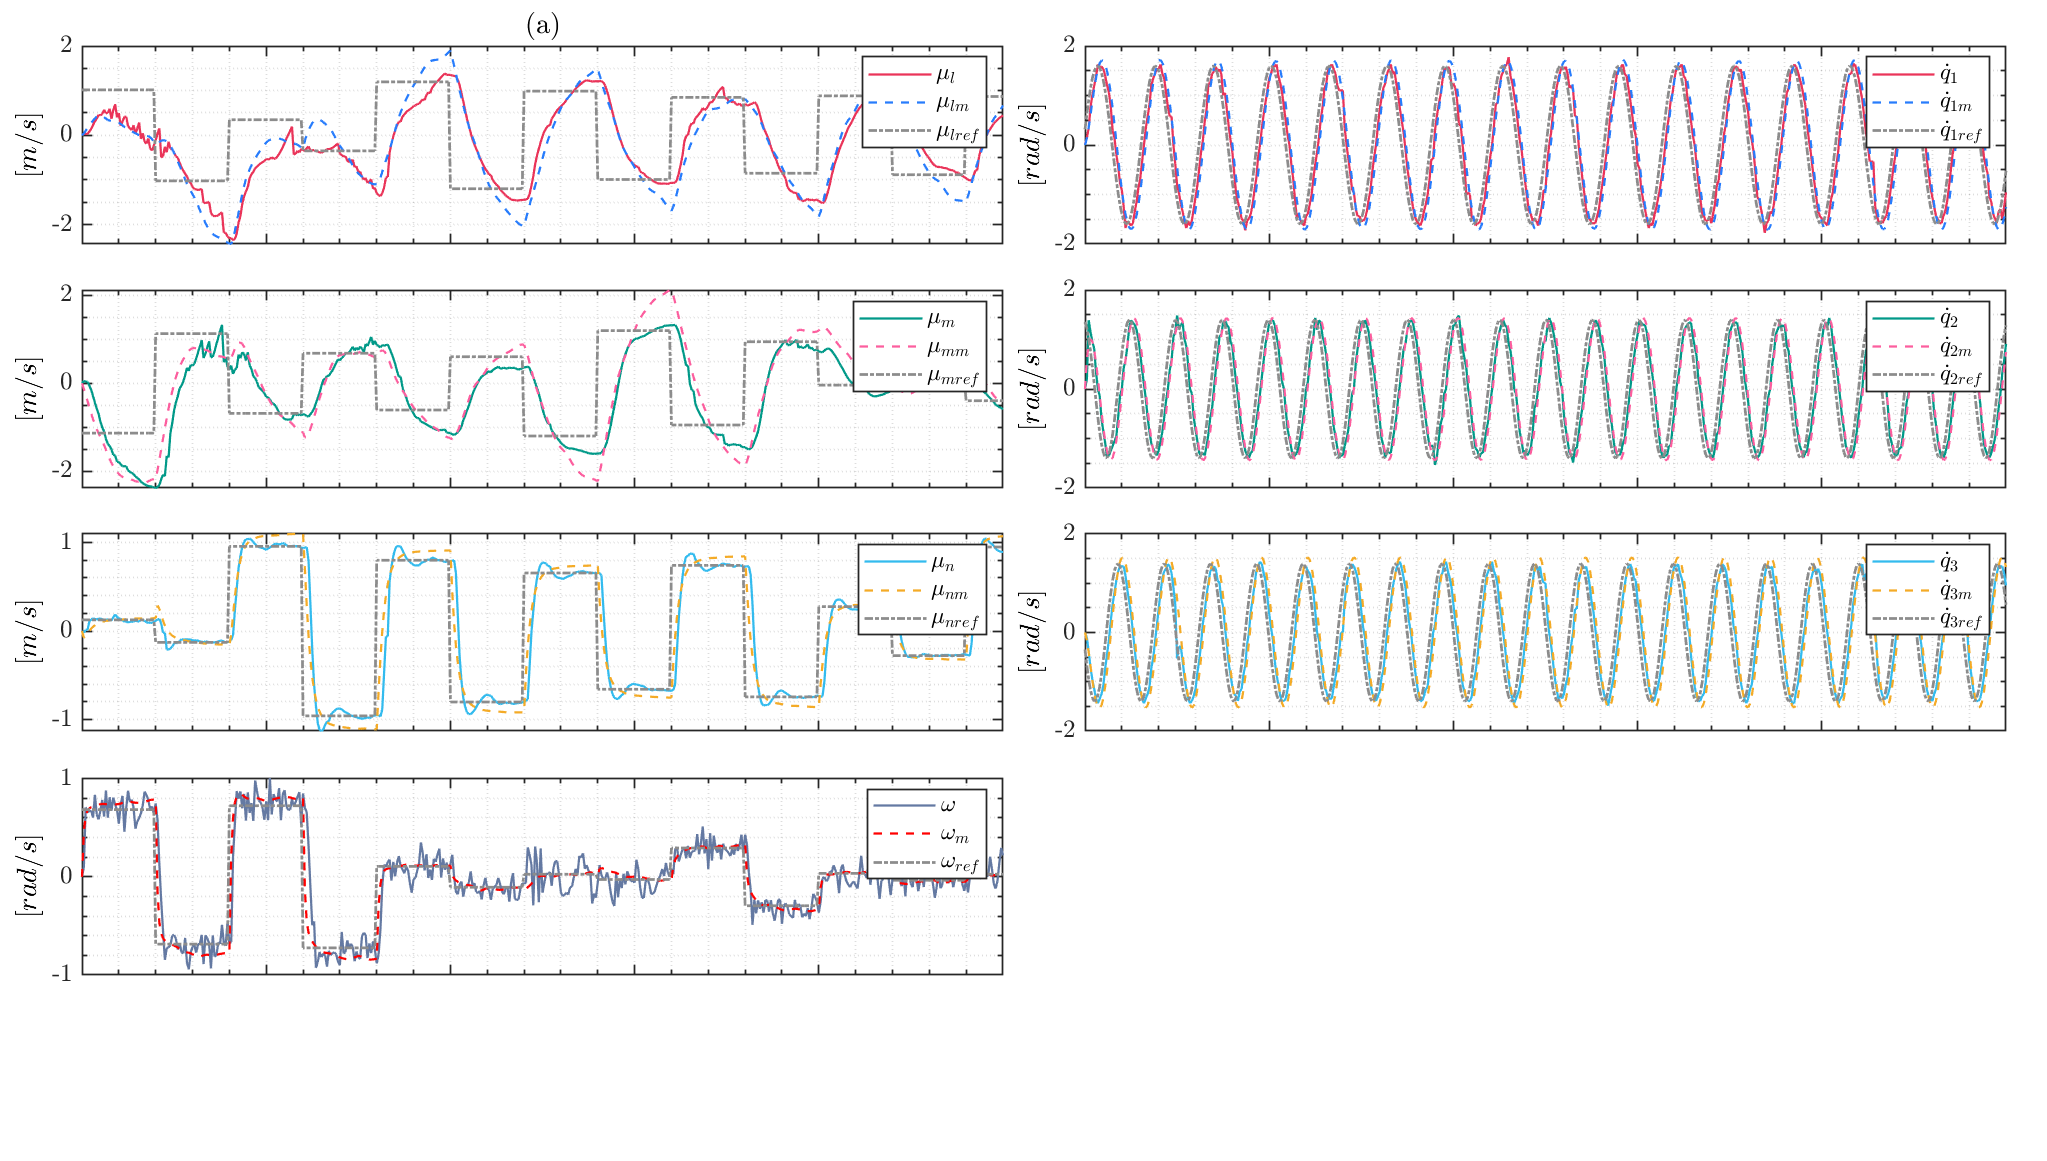 (a)
2
0
-2
[m/s]
μl
μlm
μlref
2
0
-2
[rad/s]
q̇1
q̇1m
q̇1ref
2
0
-2
[m/s]
μm
μmm
μmref
2
0
-2
[rad/s]
q̇2
q̇2m
q̇2ref
1
0
-1
[m/s]
μn
μnm
μnref
2
0
-2
[rad/s]
q̇3
q̇3m
q̇3ref
1
0
-1
[rad/s]
ω
ωm
ωref